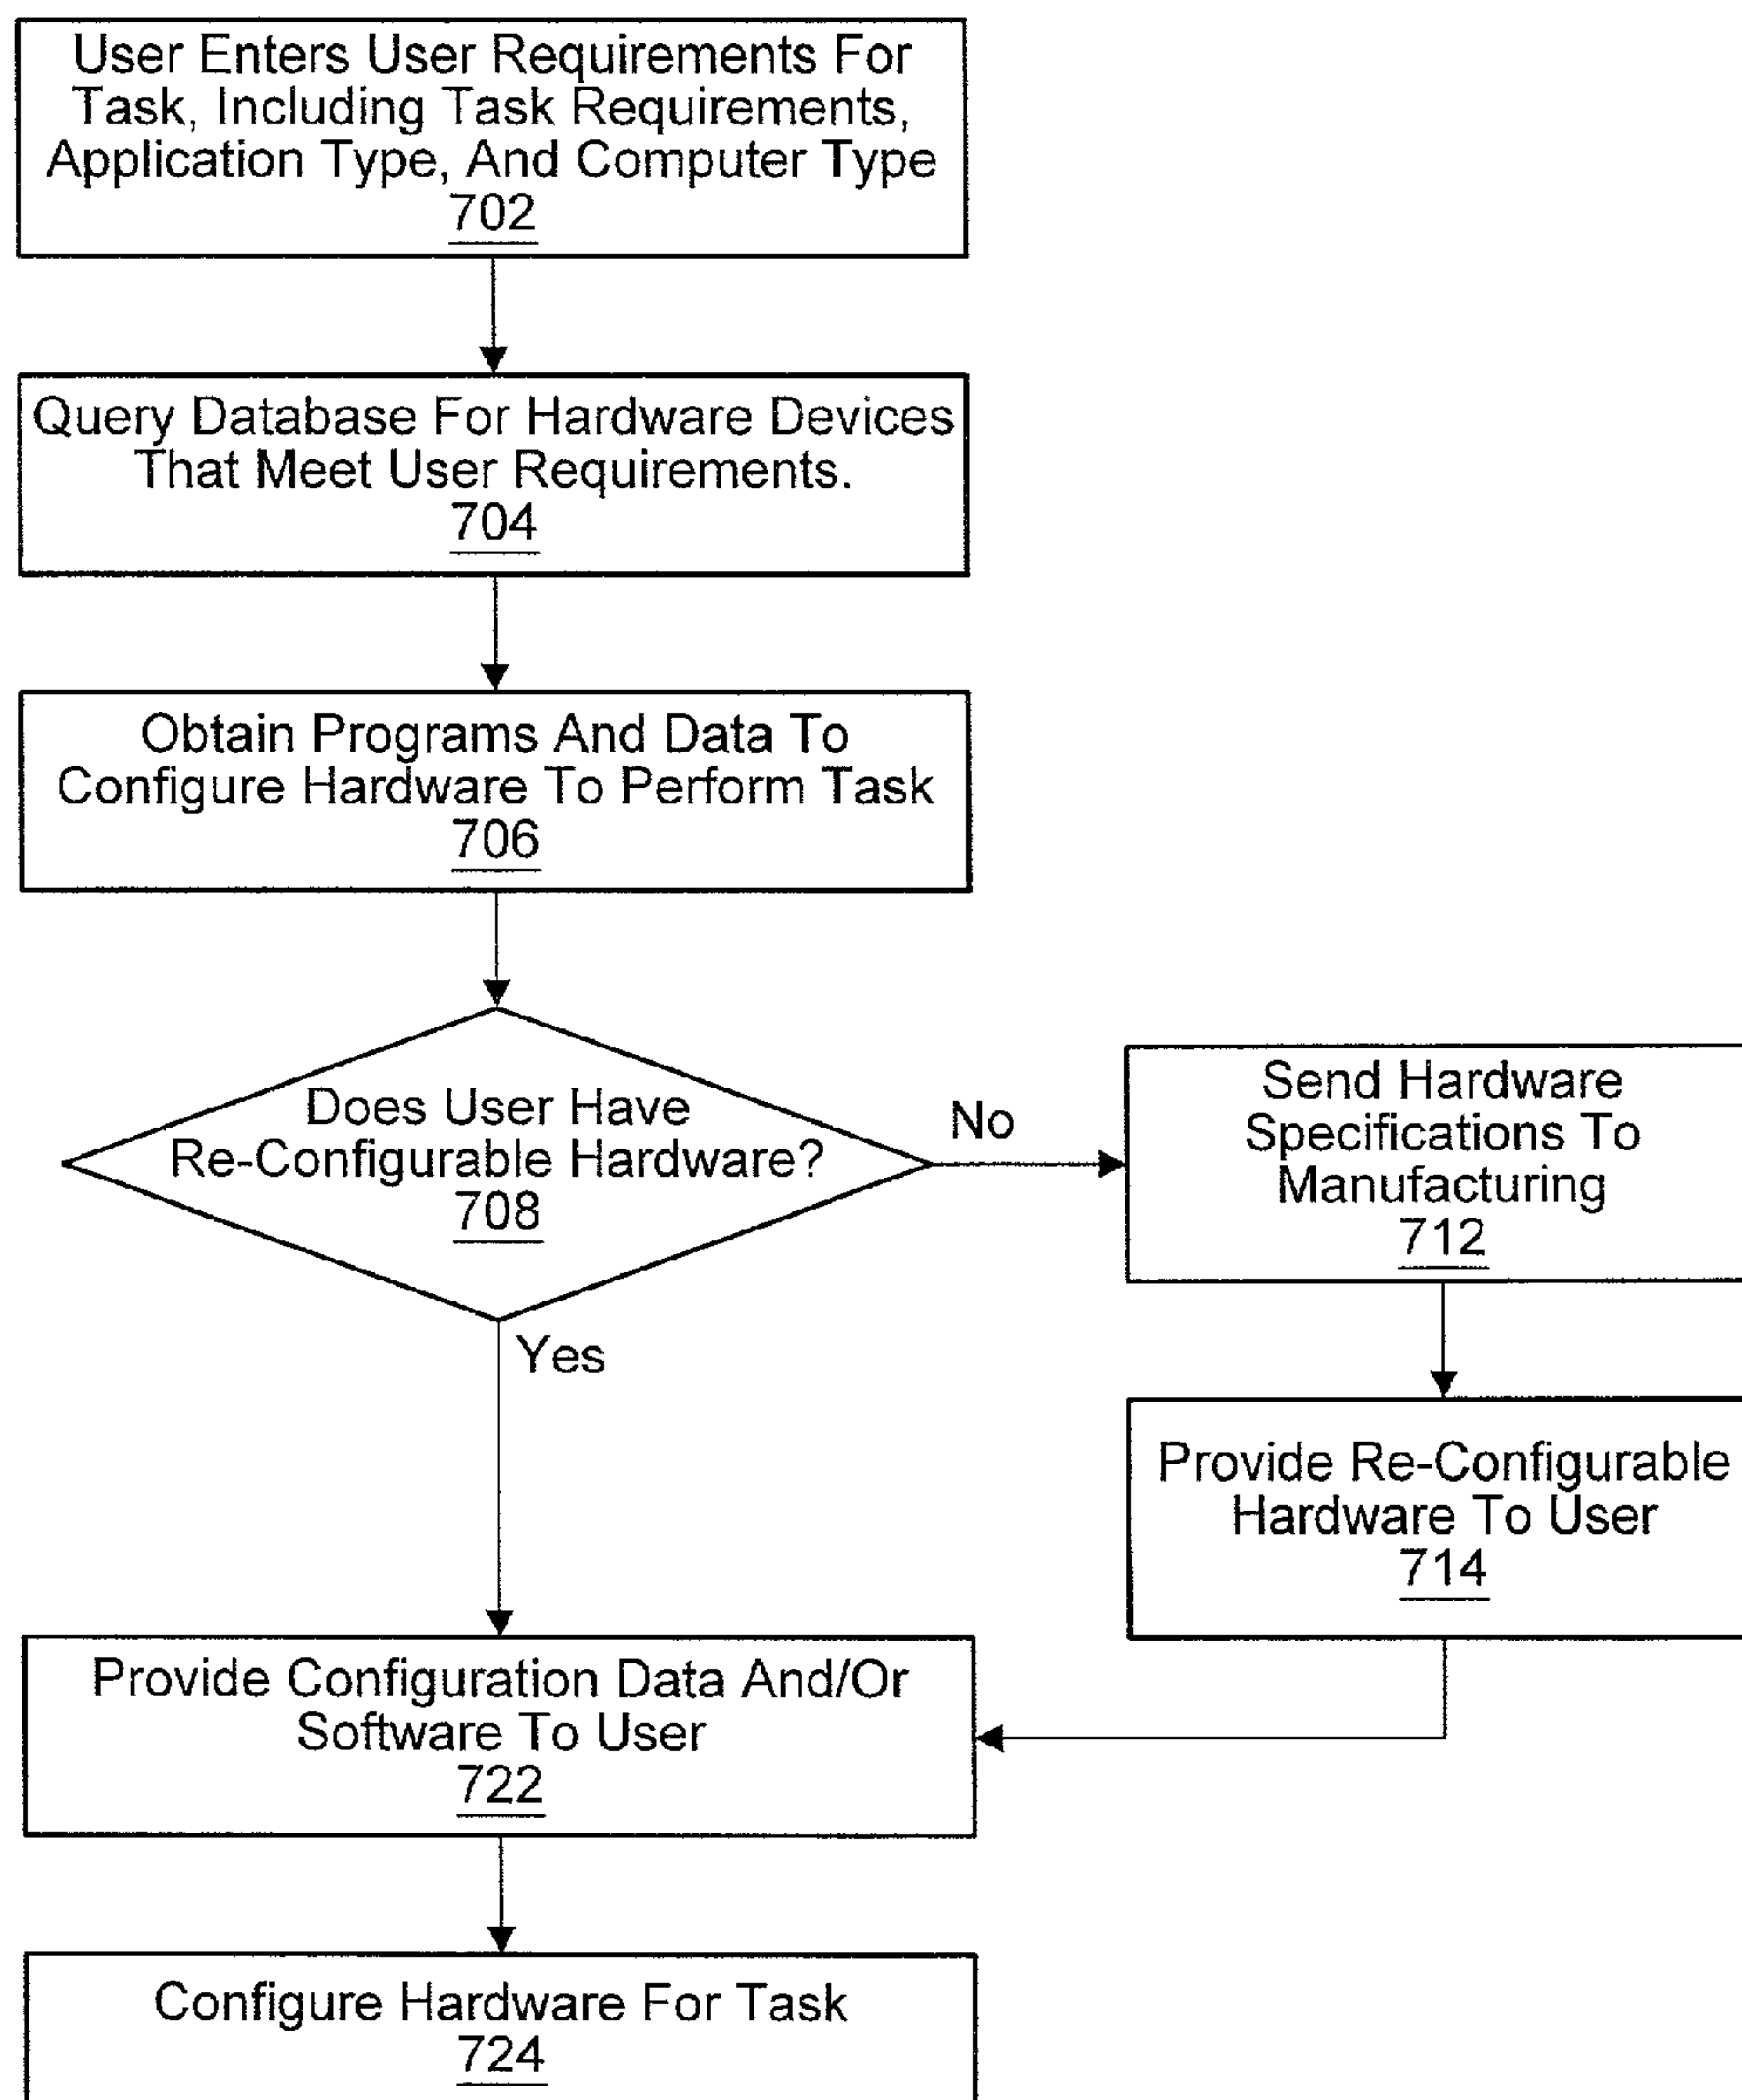 User Enters User Requirements For
Task, Including Task Requirements,
Application Type, And Computer Type
702
Query Database For Hardware Devices
That Meet User Requirements.
704
Obtain Programs And Data To
Configure Hardware To Perform Task
706
Does User Have
Re-Configurable Hardware?
708
No
Send Hardware
Specifications To
Manufacturing
712
Yes
Provide Re-Configurable
Hardware To User
714
Provide Configuration Data And/Or
Software To User
722
Configure Hardware For Task
724